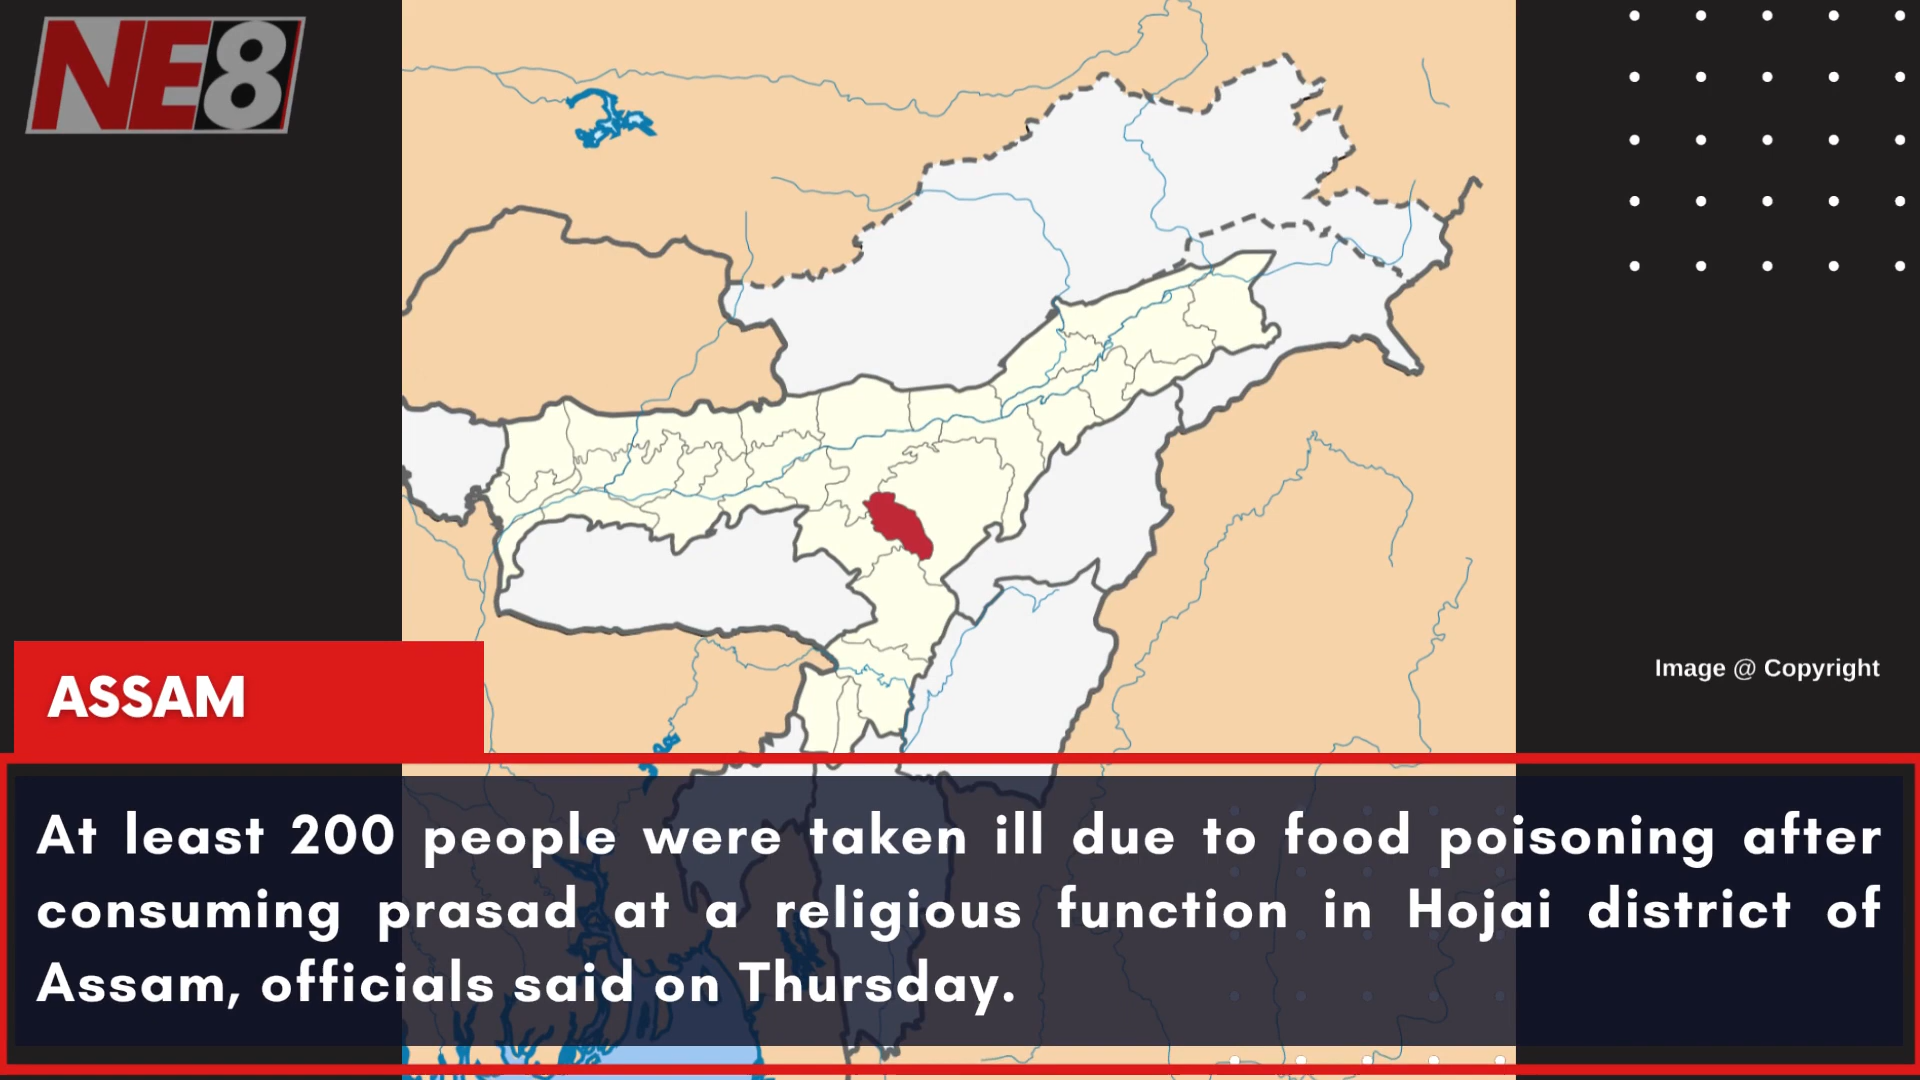 NE8
Image @ Copyright
ASSAM
At least 200 people were taken ill due to food poisoning after
consuming prasad at a religious function in Hojai district of
Assam, officials said on Thursday.